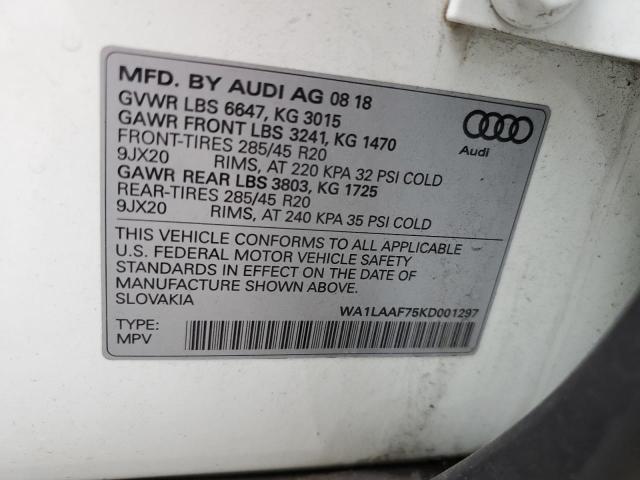 MFD. BY AUDI AG 08 18
GVWR LBS 6647, KG 3015
GAWR FRONT LBS 3241, KG 1470
FRONT-TIRES 285/45 R20
9JX20 RIMS, AT 220 KPA 32 PSI COLD
GAWR REAR LBS 3803, KG 1725
REAR-TIRES 285/45 R20
9JX20 RIMS, AT 240 KPA 35 PSI COLD
Audi
THIS VEHICLE CONFORMS TO ALL APPLICABLE
U.S. FEDERAL MOTOR VEHICLE SAFETY
STANDARDS IN EFFECT ON THE DATE OF
MANUFACTURE SHOWN ABOVE.
SLOVAKIA
WA1LAAF75KD001297
TYPE:
MPV